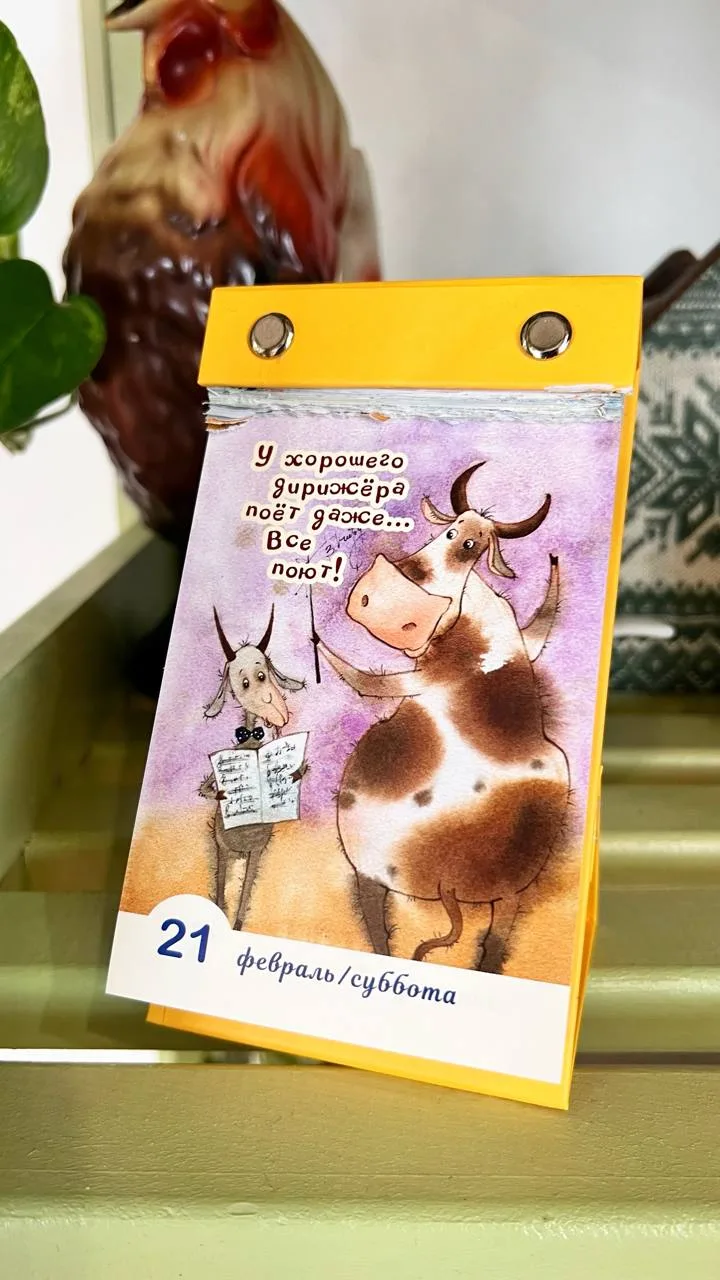 У хорошего
дирижёра
поёт даже...
Все
поют!
21
февраль/суббота